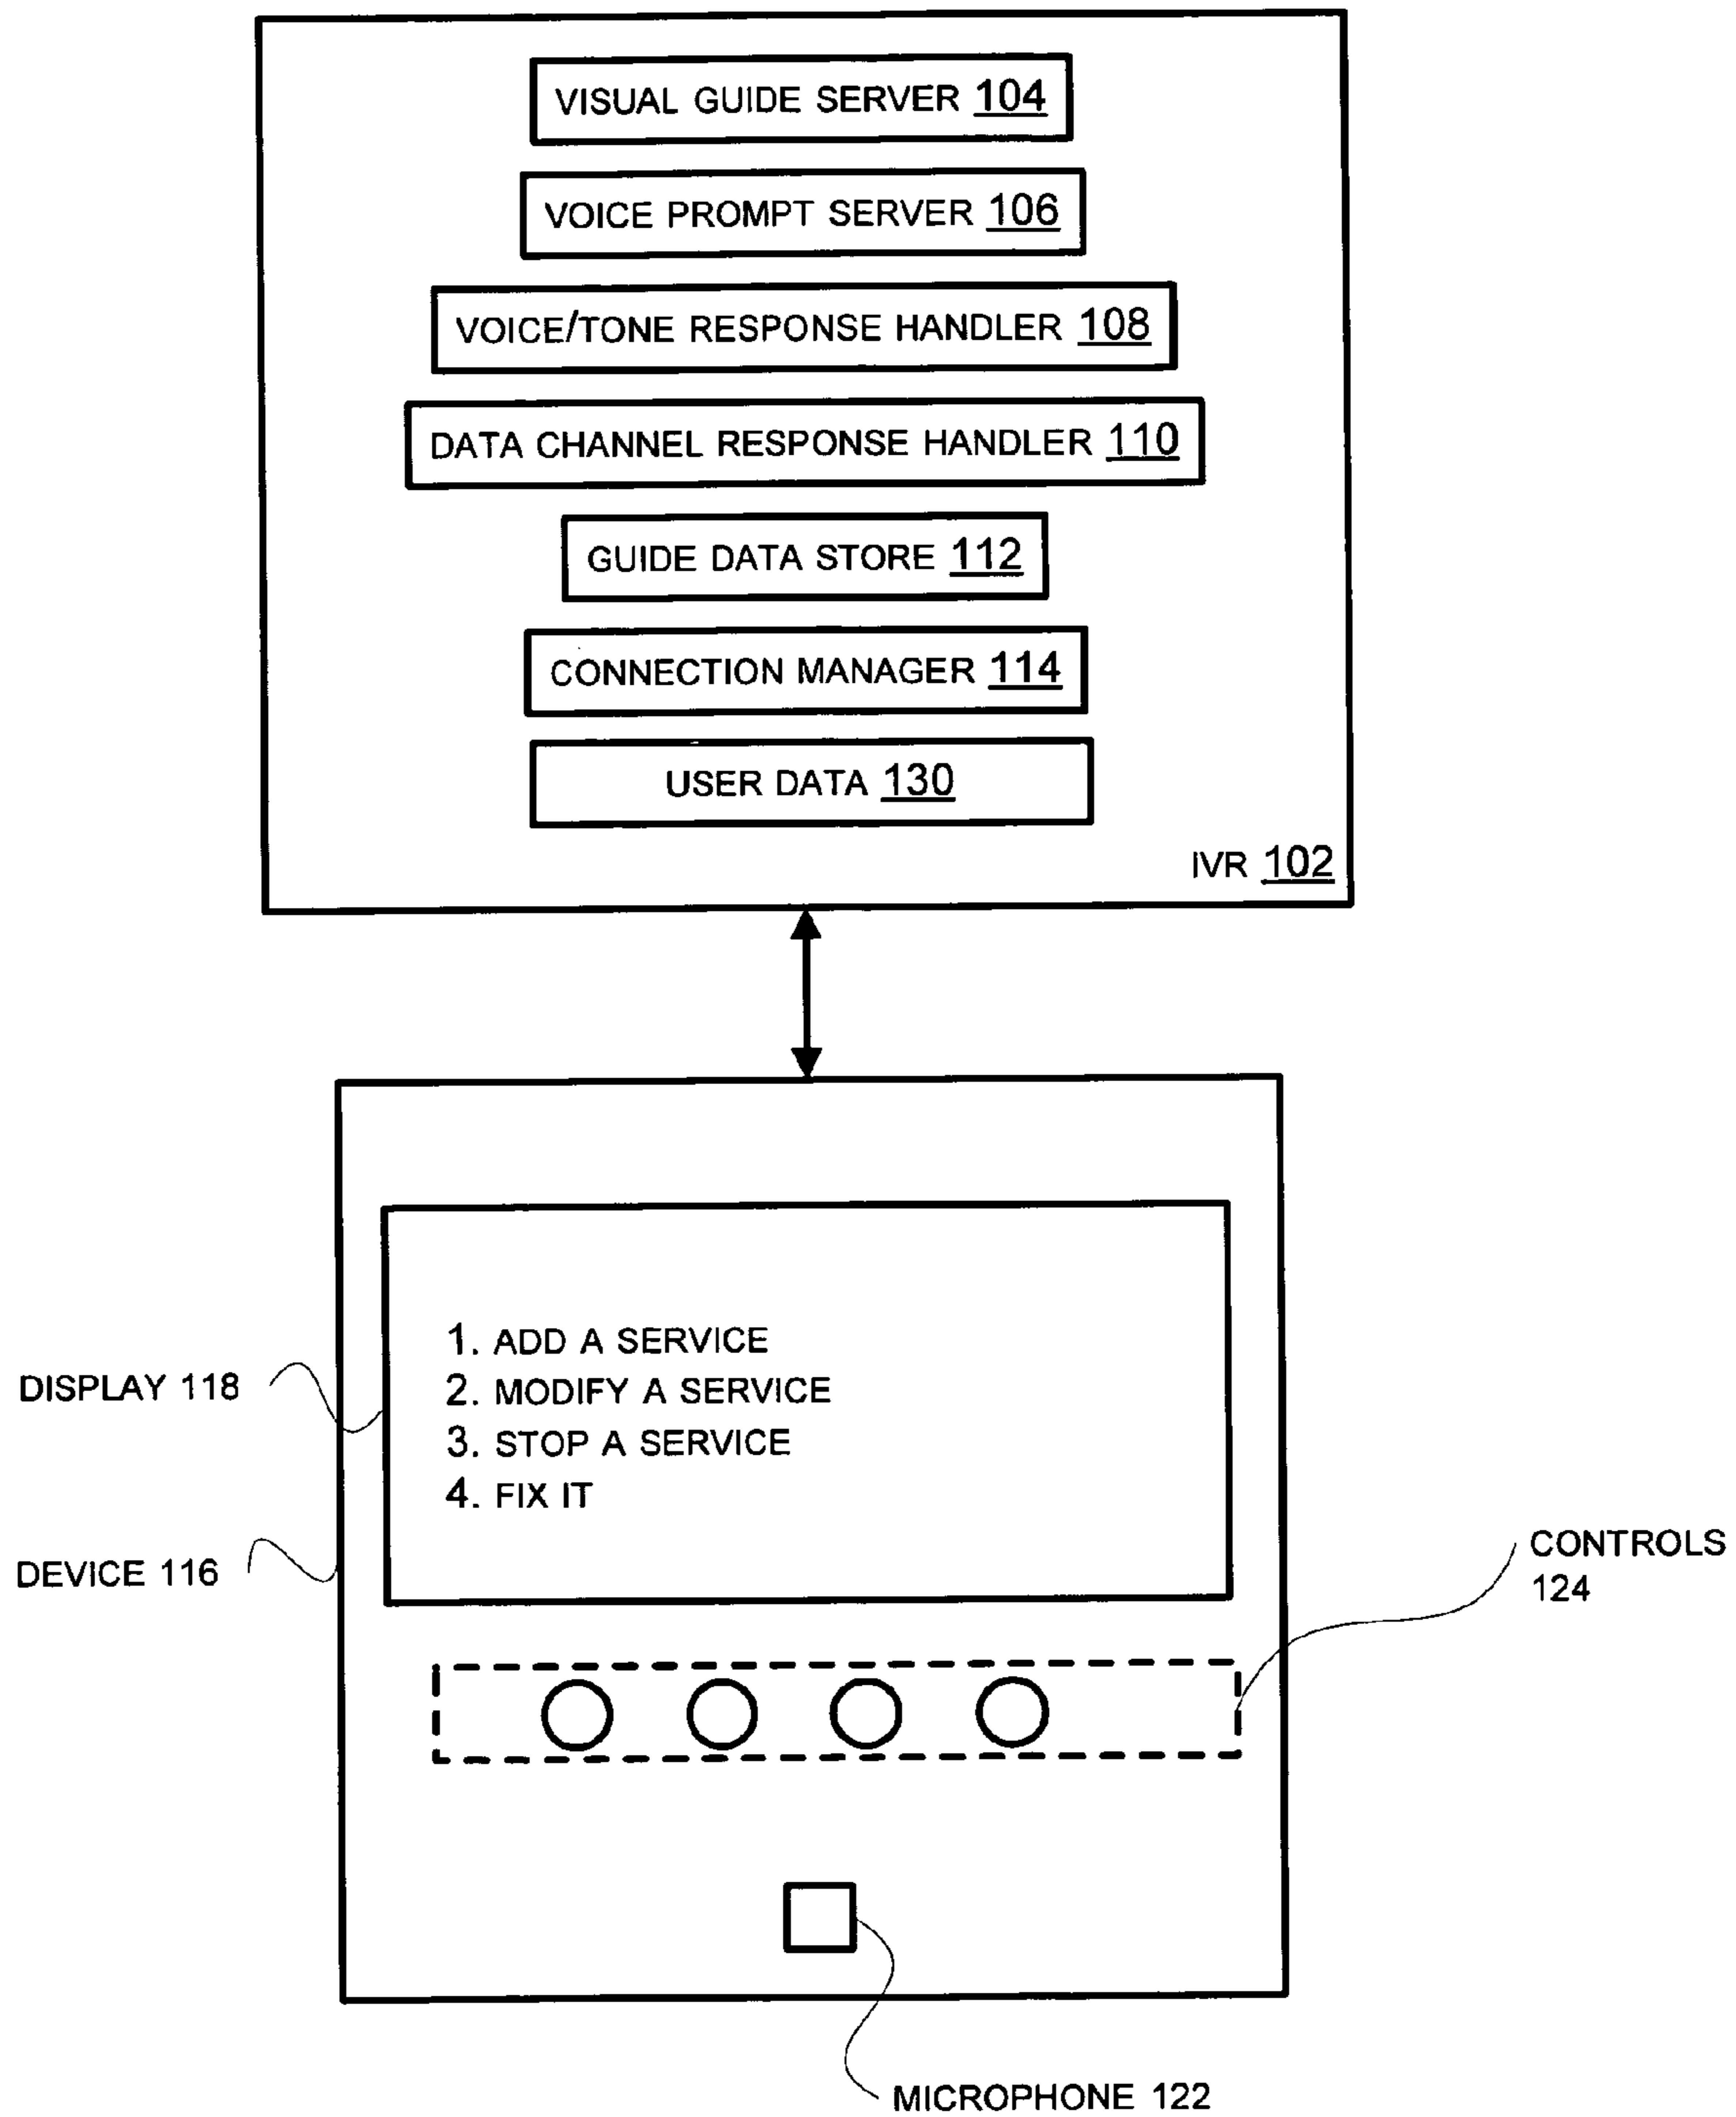 VISUAL GUIDE SERVER 104
VOICE PROMPT SERVER 106
VOICE/TONE RESPONSE HANDLER 108
DATA CHANNEL RESPONSE HANDLER 110
GUIDE DATA STORE 112
CONNECTION MANAGER 114
USER DATA 130
IVR 102
1. ADD A SERVICE
2. MODIFY A SERVICE
3. STOP A SERVICE
4. FIX IT
DISPLAY 118
DEVICE 116
CONTROLS
124
MICROPHONE 122